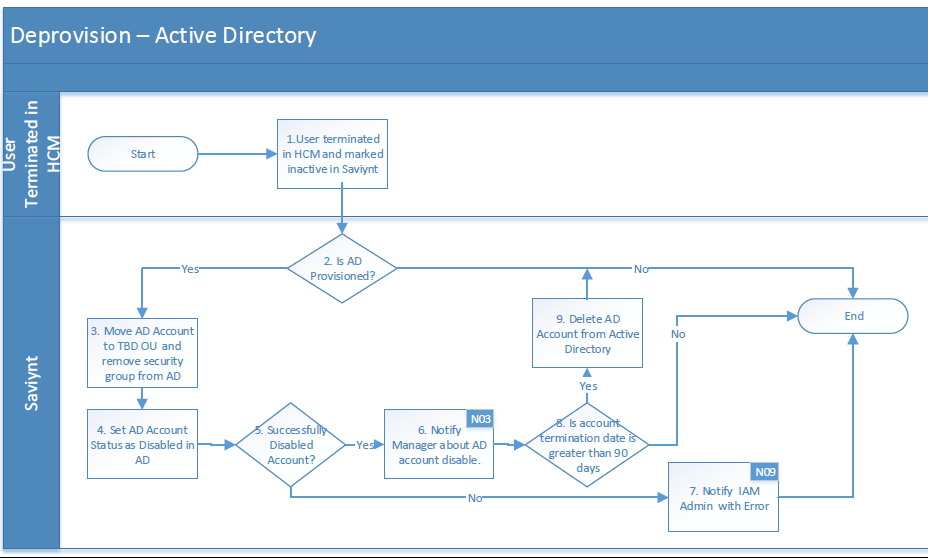 Deprovision – Active Directory
User
Terminated in
HCM
Start
1.User terminated
in HCM and marked
inactive in Saviynt
Saviynt
2. Is AD
Provisioned?
Yes
No
3. Move AD Account
to TBD OU and
remove security
group from AD
9. Delete AD
Account from Active
Directory
End
No
Yes
4. Set AD Account
Status as Disabled in
AD
5. Successfully
Disabled
Account?
Yes
N03
6. Notify
Manager about AD
account disable.
8. Is account
termination date is
greater than 90
days
No
N09
7. Notify IAM
Admin with Error